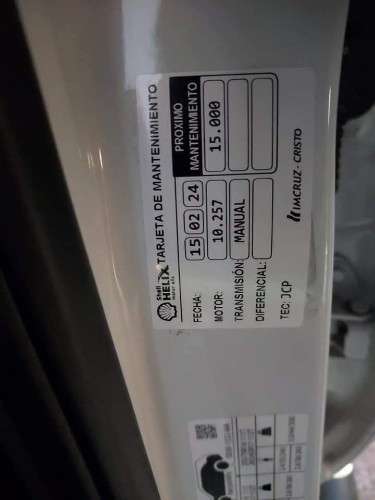 Shell
HELIX
TARJETA DE MANTENIMIENTO
FECHA: 15 02 24
PROXIMO
MANTENIMIENTO
MOTOR: 10.257 15.000
TRANSMISIÓN: MANUAL
DIFERENCIAL:
TEC: JCP
IMCRUZ - CRISTO